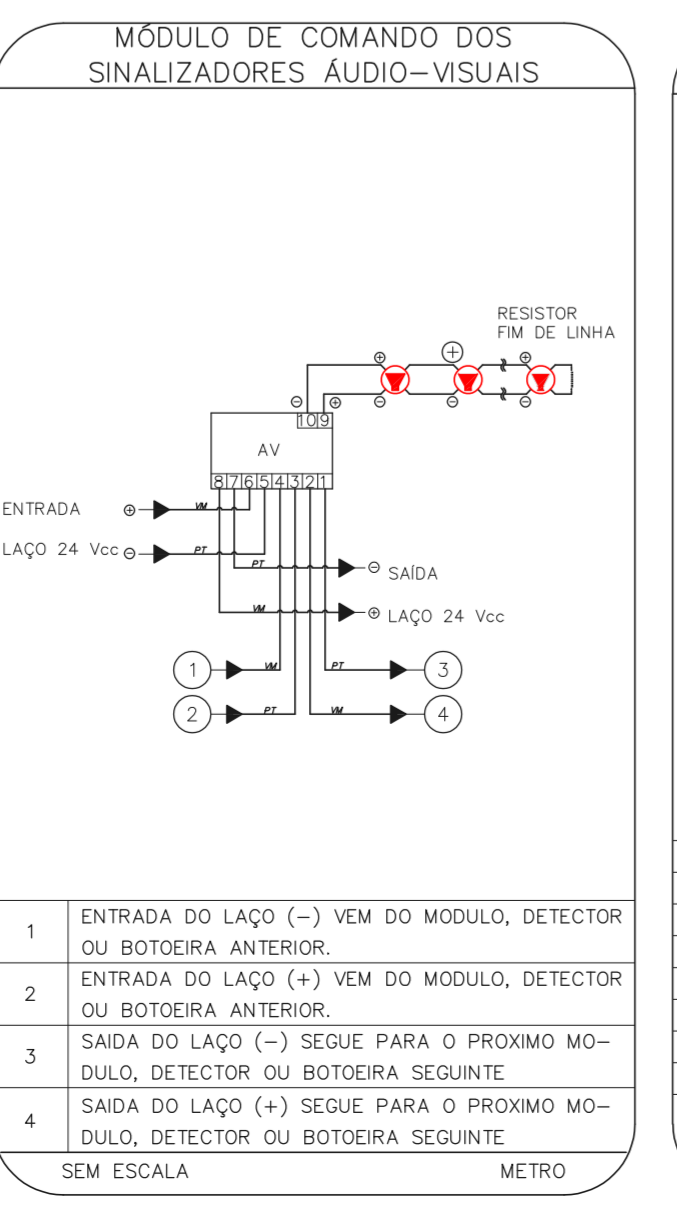 MÓDULO DE COMANDO DOS
SINALIZADORES ÁUDIO-VISUAIS
RESISTOR
FIM DE LINHA
+ + +
- - -
- +
10 9
AV
8 7 6 5 4 3 2 1
ENTRADA + VM
LAÇO 24 Vcc - PT
PT - SAÍDA
VM + LAÇO 24 Vcc
1 VM PT 3
2 PT VM 4
1 ENTRADA DO LAÇO (-) VEM DO MODULO, DETECTOR
OU BOTOEIRA ANTERIOR.
2 ENTRADA DO LAÇO (+) VEM DO MODULO, DETECTOR
OU BOTOEIRA ANTERIOR.
3 SAIDA DO LAÇO (-) SEGUE PARA O PROXIMO MO-
DULO, DETECTOR OU BOTOEIRA SEGUINTE
4 SAIDA DO LAÇO (+) SEGUE PARA O PROXIMO MO-
DULO, DETECTOR OU BOTOEIRA SEGUINTE
SEM ESCALA METRO